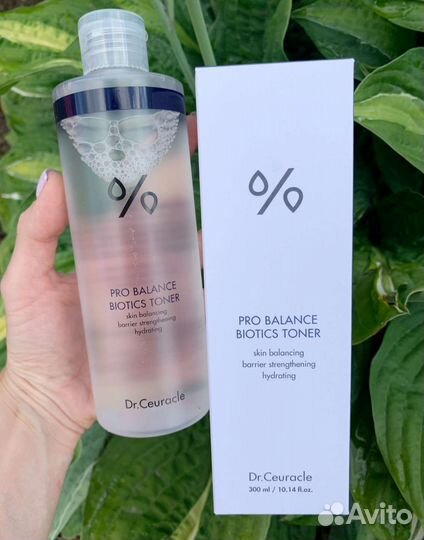 %
PRO BALANCE
BIOTICS TONER
skin balancing
barrier strengthening
hydrating
Dr.Ceuracle
%
PRO BALANCE
BIOTICS TONER
skin balancing
barrier strengthening
hydrating
Dr.Ceuracle
300 ml / 10.14 fl.oz.
Avito